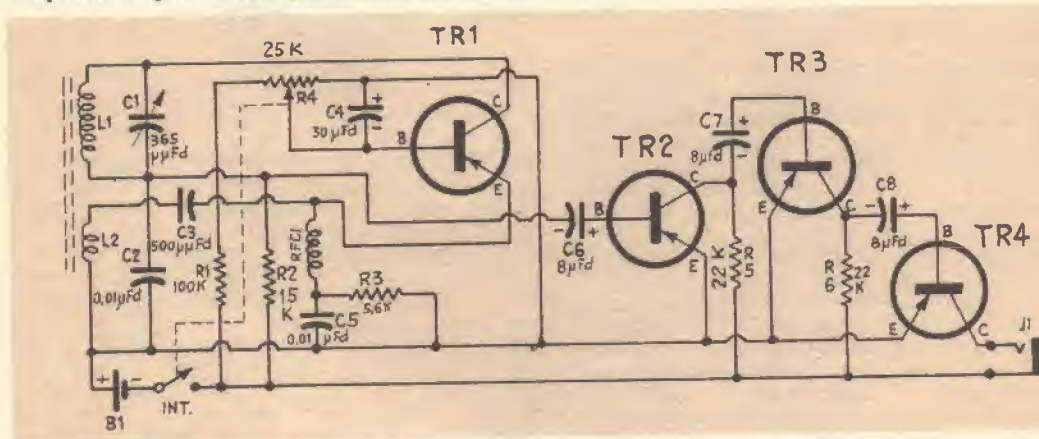 TR1
25 K
R4
C1
365
µµFd
L1
C4
30µFd
+
-
B
C
E
L2
C3
500µµFd
C2
0,01µFd
R1
100K
R2
15
K
RFC1
R3
5,6K
C5
0,01 µFd
+ -
B1
INT.
TR2
- +
C6
8µFd
B
C
E
C7
+
8µFd
-
22 K
R
5
TR3
B
E
C
R
6
22
K
C8
- +
8µFd
B
TR4
E
C
J1